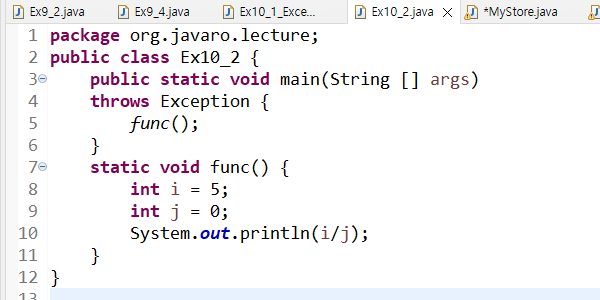 Ex9_2.java Ex9_4.java Ex10_1_Exce... Ex10_2.java *MyStore.java
1 package org.javaro.lecture;
2 public class Ex10_2 {
3 public static void main(String [] args)
4 throws Exception {
5 func();
6 }
7 static void func() {
8 int i = 5;
9 int j = 0;
10 System.out.println(i/j);
11 }
12 }
13